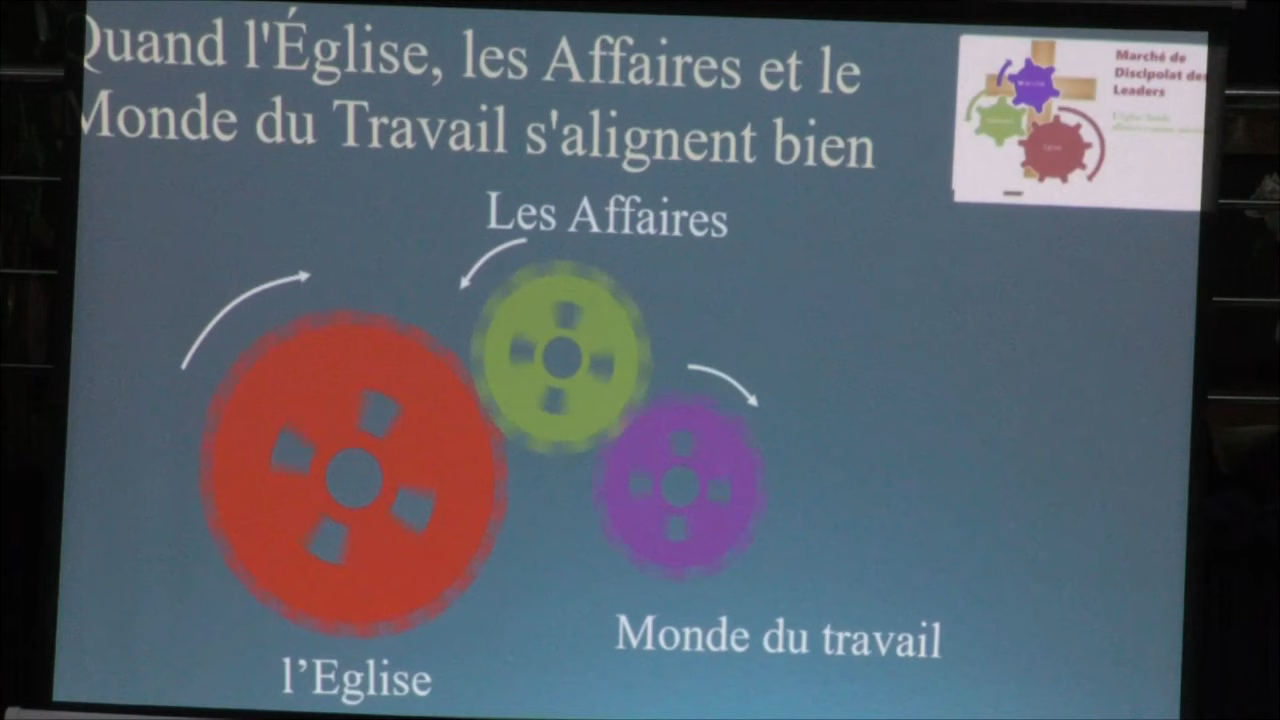 Quand l'Église, les Affaires et le
Monde du Travail s'alignent bien
Marché de
Discipolat des
Leaders
Les Affaires
Monde du travail
l’Eglise